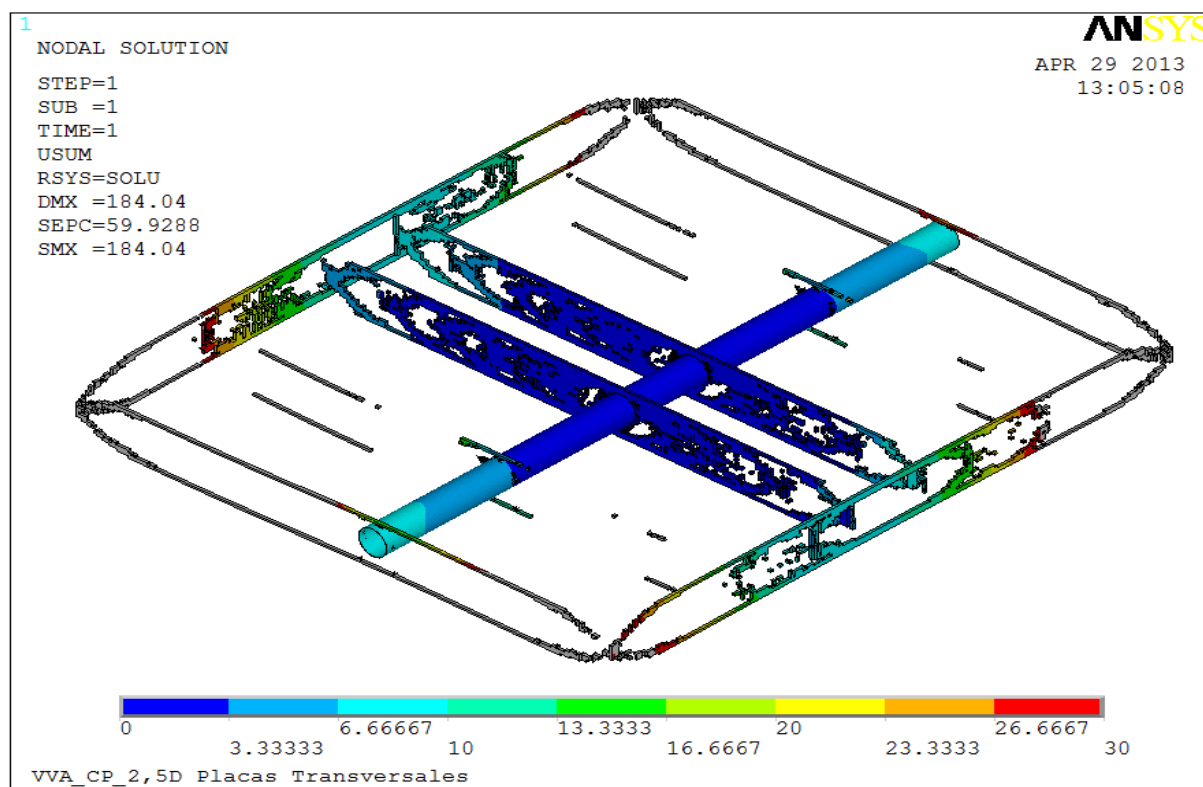 1
ANSYS
NODAL SOLUTION
APR 29 2013
13:05:08
STEP=1
SUB =1
TIME=1
USUM
RSYS=SOLU
DMX =184.04
SEPC=59.9288
SMX =184.04
0
3.33333
6.66667
10
13.3333
16.6667
20
23.3333
26.6667
30
VVA_CP_2,5D Placas Transversales